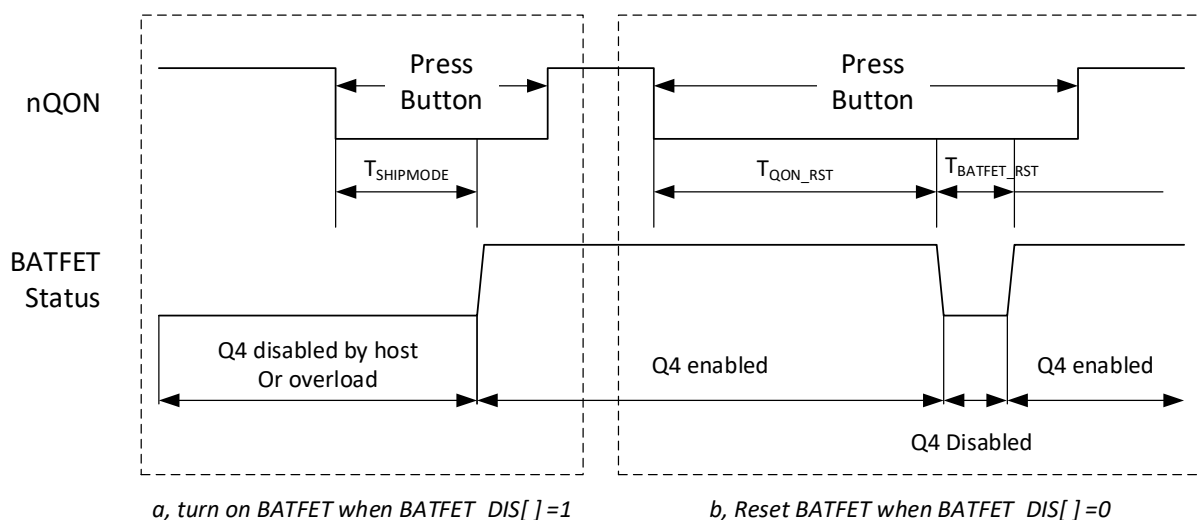 nQON
Press
Button
Press
Button
TSHIPMODE
TQON_RST
TBATFET_RST
BATFET
Status
Q4 disabled by host
Or overload
Q4 enabled
Q4 enabled
Q4 Disabled
a, turn on BATFET when BATFET_DIS[ ] =1
b, Reset BATFET when BATFET_DIS[ ] =0